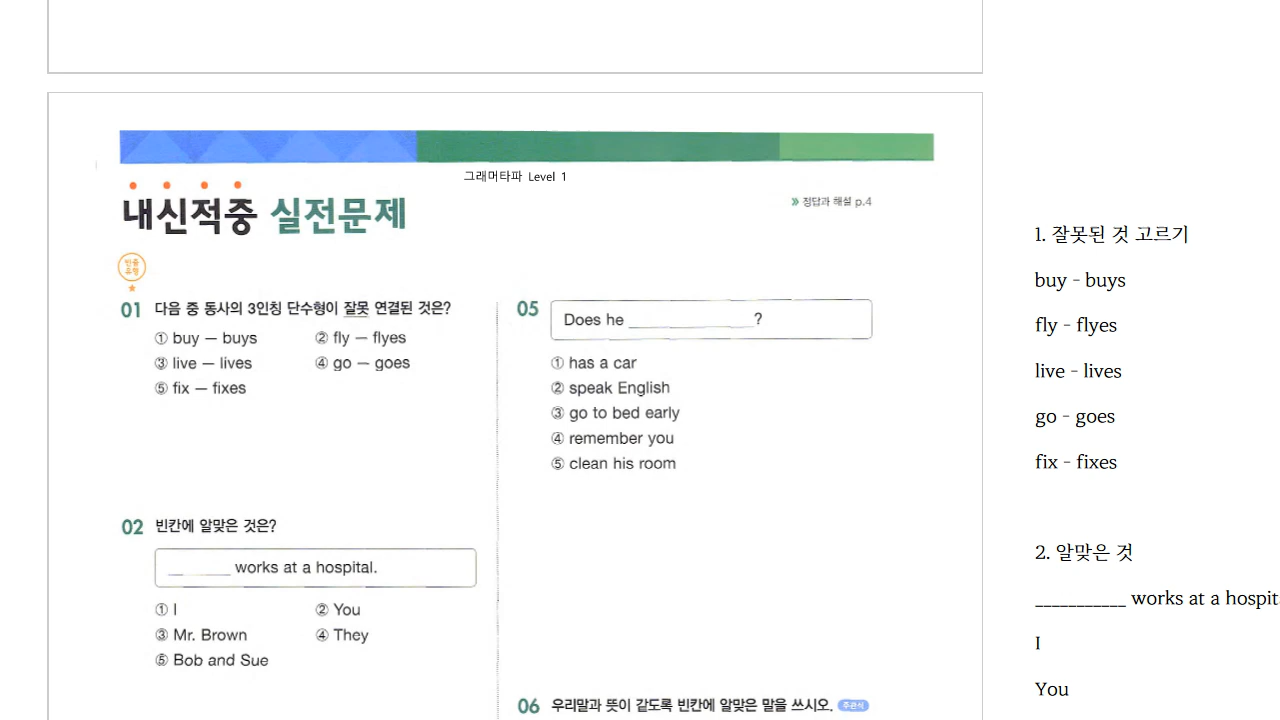 그래머타파 Level 1
내신적중 실전문제
» 정답과 해설 p.4
빈출
유형
01 다음 중 동사의 3인칭 단수형이 잘못 연결된 것은?
① buy — buys ② fly — flyes
③ live — lives ④ go — goes
⑤ fix — fixes
02 빈칸에 알맞은 것은?
_______ works at a hospital.
① I ② You
③ Mr. Brown ④ They
⑤ Bob and Sue
05 Does he ______________?
① has a car
② speak English
③ go to bed early
④ remember you
⑤ clean his room
06 우리말과 뜻이 같도록 빈칸에 알맞은 말을 쓰시오. 주관식
1. 잘못된 것 고르기
buy - buys
fly - flyes
live - lives
go - goes
fix - fixes
2. 알맞은 것
___________ works at a hospit
I
You